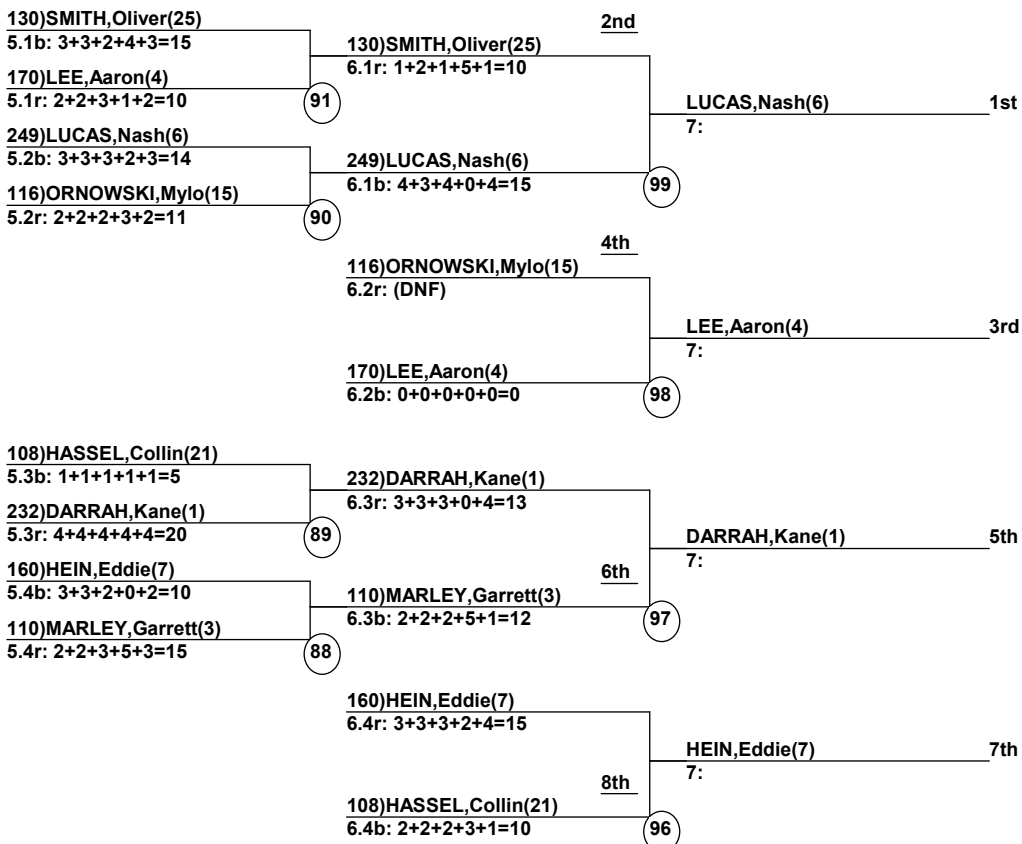 130)SMITH,Oliver(25)
5.1b: 3+3+2+4+3=15
170)LEE,Aaron(4)
5.1r: 2+2+3+1+2=10
91
249)LUCAS,Nash(6)
5.2b: 3+3+3+2+3=14
116)ORNOWSKI,Mylo(15)
5.2r: 2+2+2+3+2=11
90
2nd
130)SMITH,Oliver(25)
6.1r: 1+2+1+5+1=10
249)LUCAS,Nash(6)
6.1b: 4+3+4+0+4=15
99
LUCAS,Nash(6) 1st
7:
4th
116)ORNOWSKI,Mylo(15)
6.2r: (DNF)
170)LEE,Aaron(4)
6.2b: 0+0+0+0+0=0
98
LEE,Aaron(4) 3rd
7:
108)HASSEL,Collin(21)
5.3b: 1+1+1+1+1=5
232)DARRAH,Kane(1)
5.3r: 4+4+4+4+4=20
89
160)HEIN,Eddie(7)
5.4b: 3+3+2+0+2=10
110)MARLEY,Garrett(3)
5.4r: 2+2+3+5+3=15
88
232)DARRAH,Kane(1)
6.3r: 3+3+3+0+4=13
6th
110)MARLEY,Garrett(3)
6.3b: 2+2+2+5+1=12
97
DARRAH,Kane(1) 5th
7:
160)HEIN,Eddie(7)
6.4r: 3+3+3+2+4=15
8th
108)HASSEL,Collin(21)
6.4b: 2+2+2+3+1=10
96
HEIN,Eddie(7) 7th
7: